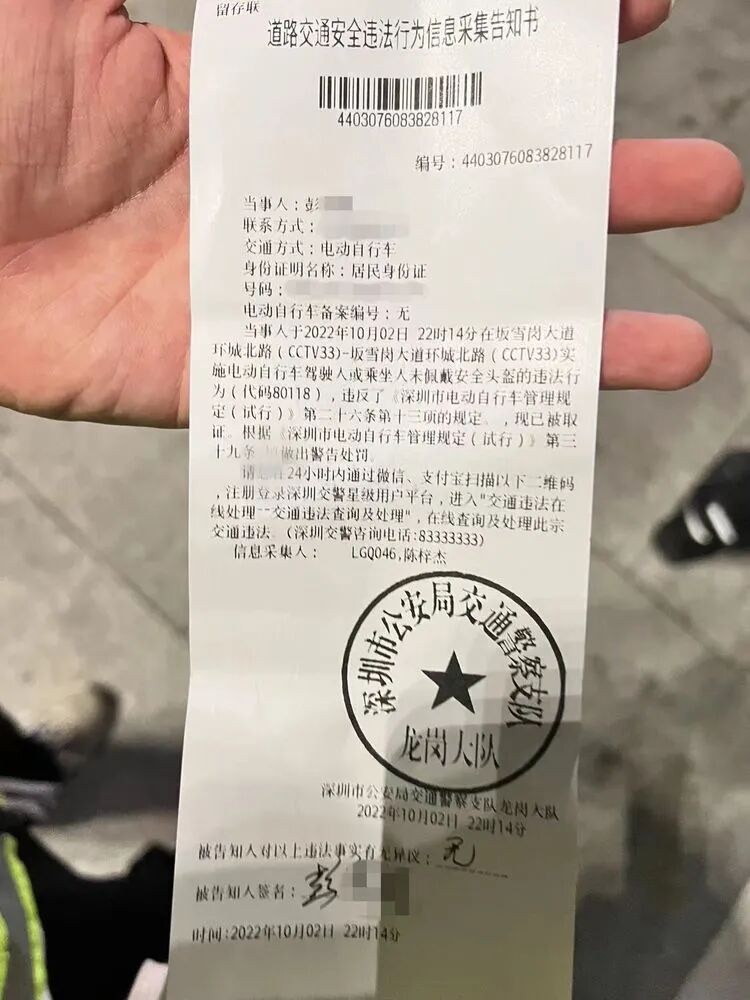 留存联
道路交通安全违法行为信息采集告知书
4403076083828117
编号：4403076083828117
当事人：彭
联系方式：
交通方式：电动自行车
身份证明名称：居民身份证
号码：
电动自行车备案编号：无
当事人于2022年10月02日 22时14分在坂雪岗大道
环城北路（CCTV33)-坂雪岗大道环城北路（CCTV33)实
施电动自行车驾驶人或乘坐人未佩戴安全头盔的违法行
为（代码80118），违反了《深圳市电动自行车管理规
定（试行）》第二十六条第十三项的规定。，现已被取
证。根据《深圳市电动自行车管理规定（试行）》第三
十九条 做出警告处罚。
请您在24小时内通过微信、支付宝扫描以下二维码
，注册登录深圳交警星级用户平台，进入"交通违法在
线处理--交通违法查询及处理"，在线查询及处理此宗
交通违法。(深圳交警咨询电话:83333333)
信息采集人： LGQ046,陈梓杰
深圳市公安局交通警察支队
龙岗大队
深圳市公安局交通警察支队龙岗大队
2022年10月02日 22时14分
被告知人对以上违法事实有无异议：无
被告知人签名：彭
时间:2022年10月02日 22时14分